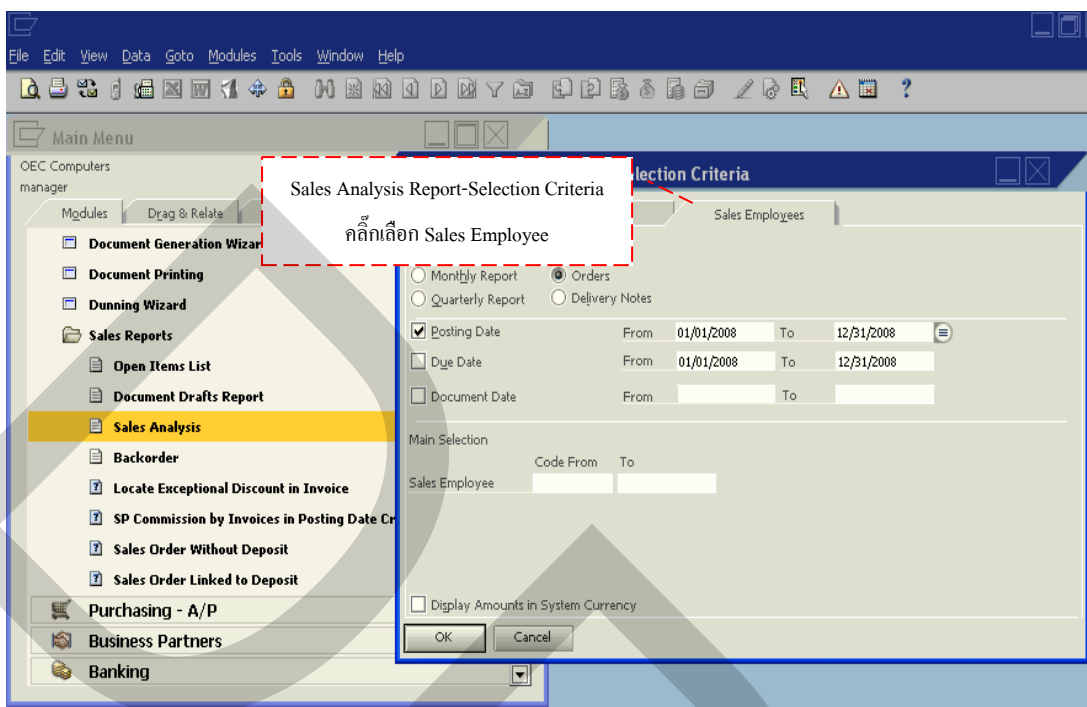 File Edit View Data Goto Modules Tools Window Help
Main Menu
OEC Computers
manager
Modules Drag & Relate
Document Generation Wizar
Document Printing
Dunning Wizard
Sales Reports
Open Items List
Document Drafts Report
Sales Analysis
Backorder
Locate Exceptional Discount in Invoice
SP Commission by Invoices in Posting Date Cr
Sales Order Without Deposit
Sales Order Linked to Deposit
Purchasing - A/P
Business Partners
Banking
Sales Analysis Report-Selection Criteria
คลิ๊กเลือก Sales Employee
lection Criteria
Sales Employees
Monthly Report Orders
Quarterly Report Delivery Notes
Posting Date From 01/01/2008 To 12/31/2008
Due Date From 01/01/2008 To 12/31/2008
Document Date From To
Main Selection
Code From To
Sales Employee
Display Amounts in System Currency
OK Cancel